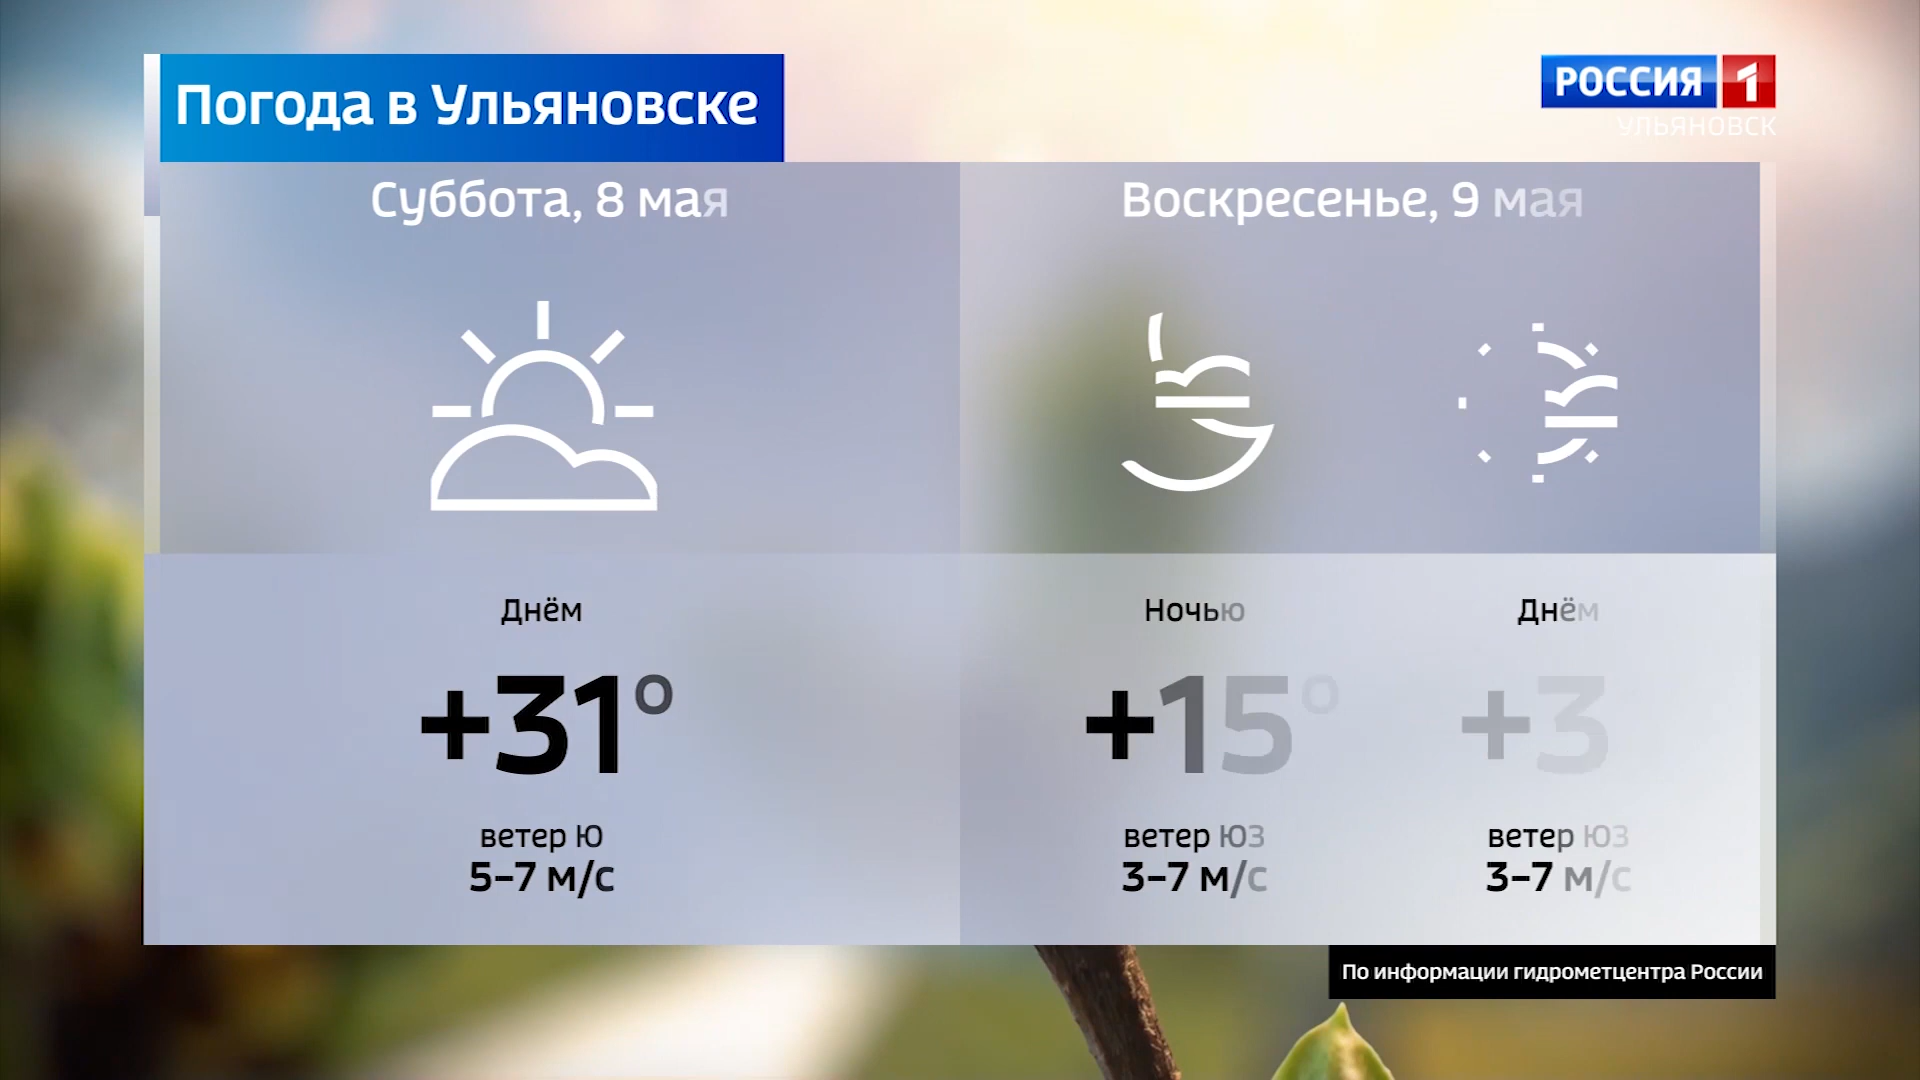 Погода в Ульяновске
РОССИЯ 1
УЛЬЯНОВСК
Суббота, 8 мая
Воскресенье, 9 мая
Днём
+31°
ветер Ю
5-7 м/с
Ночью
+15°
ветер ЮЗ
3-7 м/с
Днём
+3
ветер ЮЗ
3-7 м/с
По информации гидрометцентра России